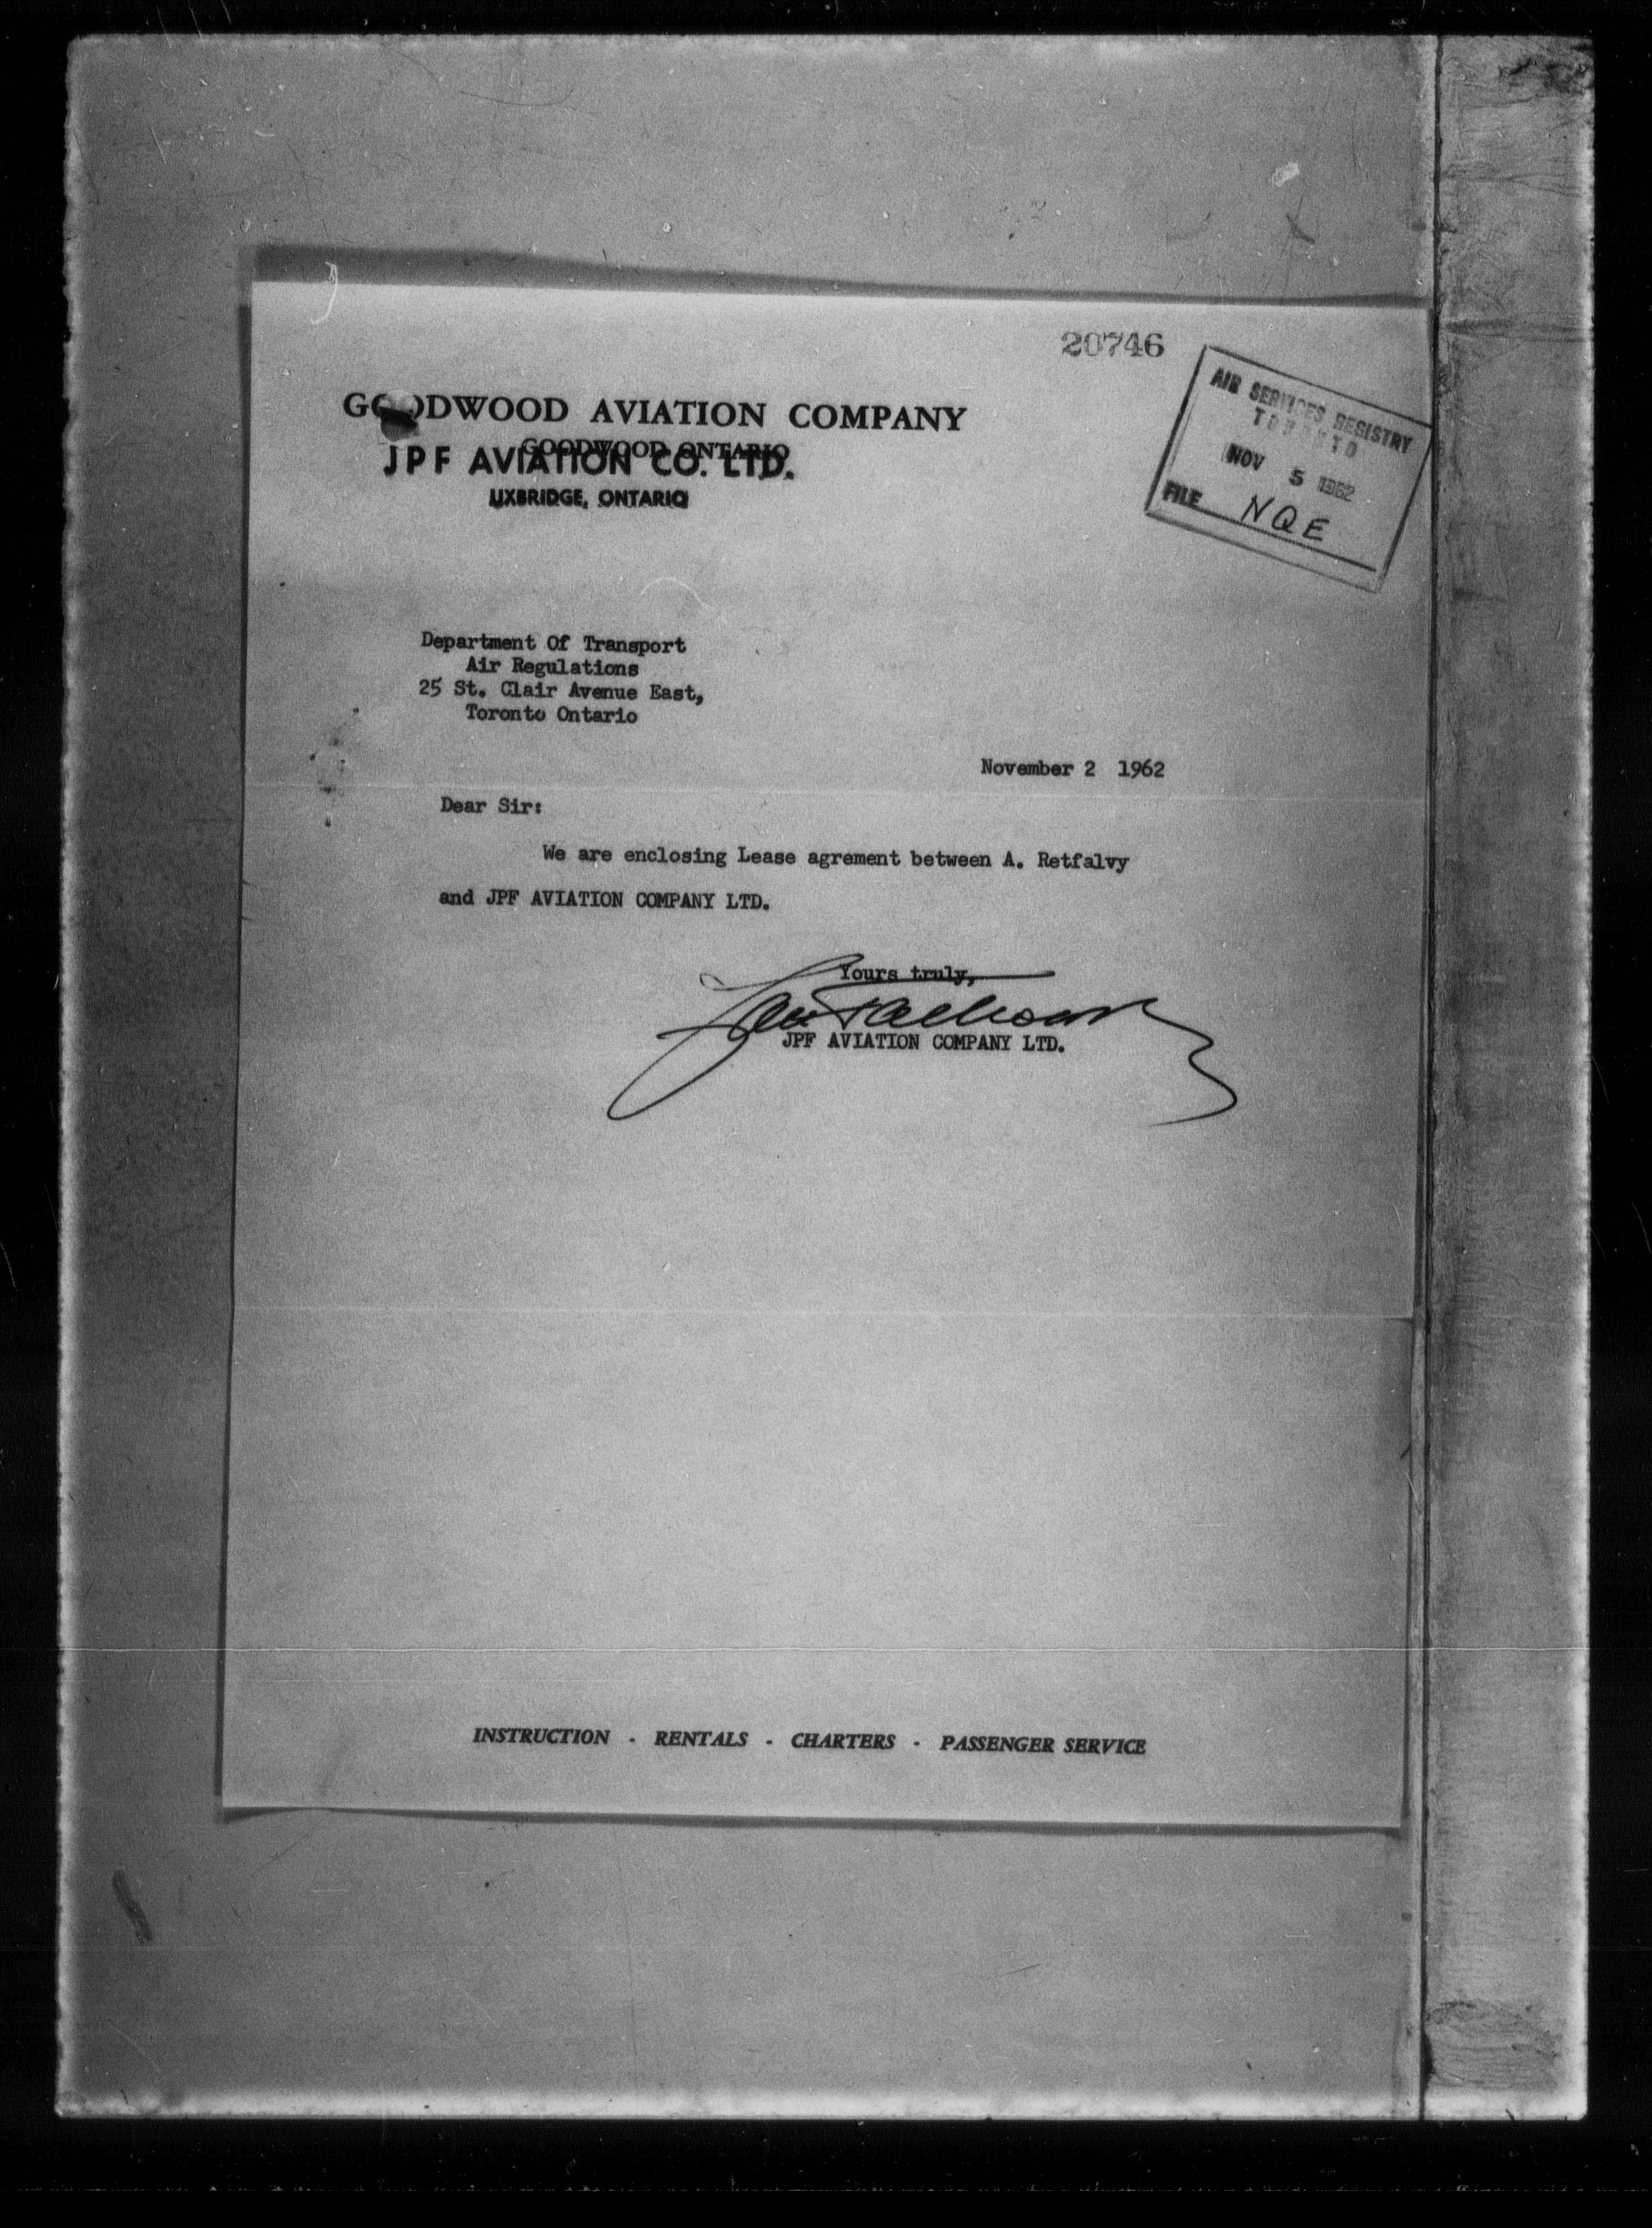 20746
AIR SERVICES REGISTRY
TORONTO
NOV 5 1962
FILE NQE
GOODWOOD AVIATION COMPANY
GOODWOOD ONTARIO
JPF AVIATION CO. LTD.
UXBRIDGE, ONTARIO
Department Of Transport
Air Regulations
25 St. Clair Avenue East,
Toronto Ontario
November 2 1962
Dear Sir:
We are enclosing Lease agrement between A. Retfalvy
and JPF AVIATION COMPANY LTD.
Yours truly,
JPF AVIATION COMPANY LTD.
INSTRUCTION - RENTALS - CHARTERS - PASSENGER SERVICE